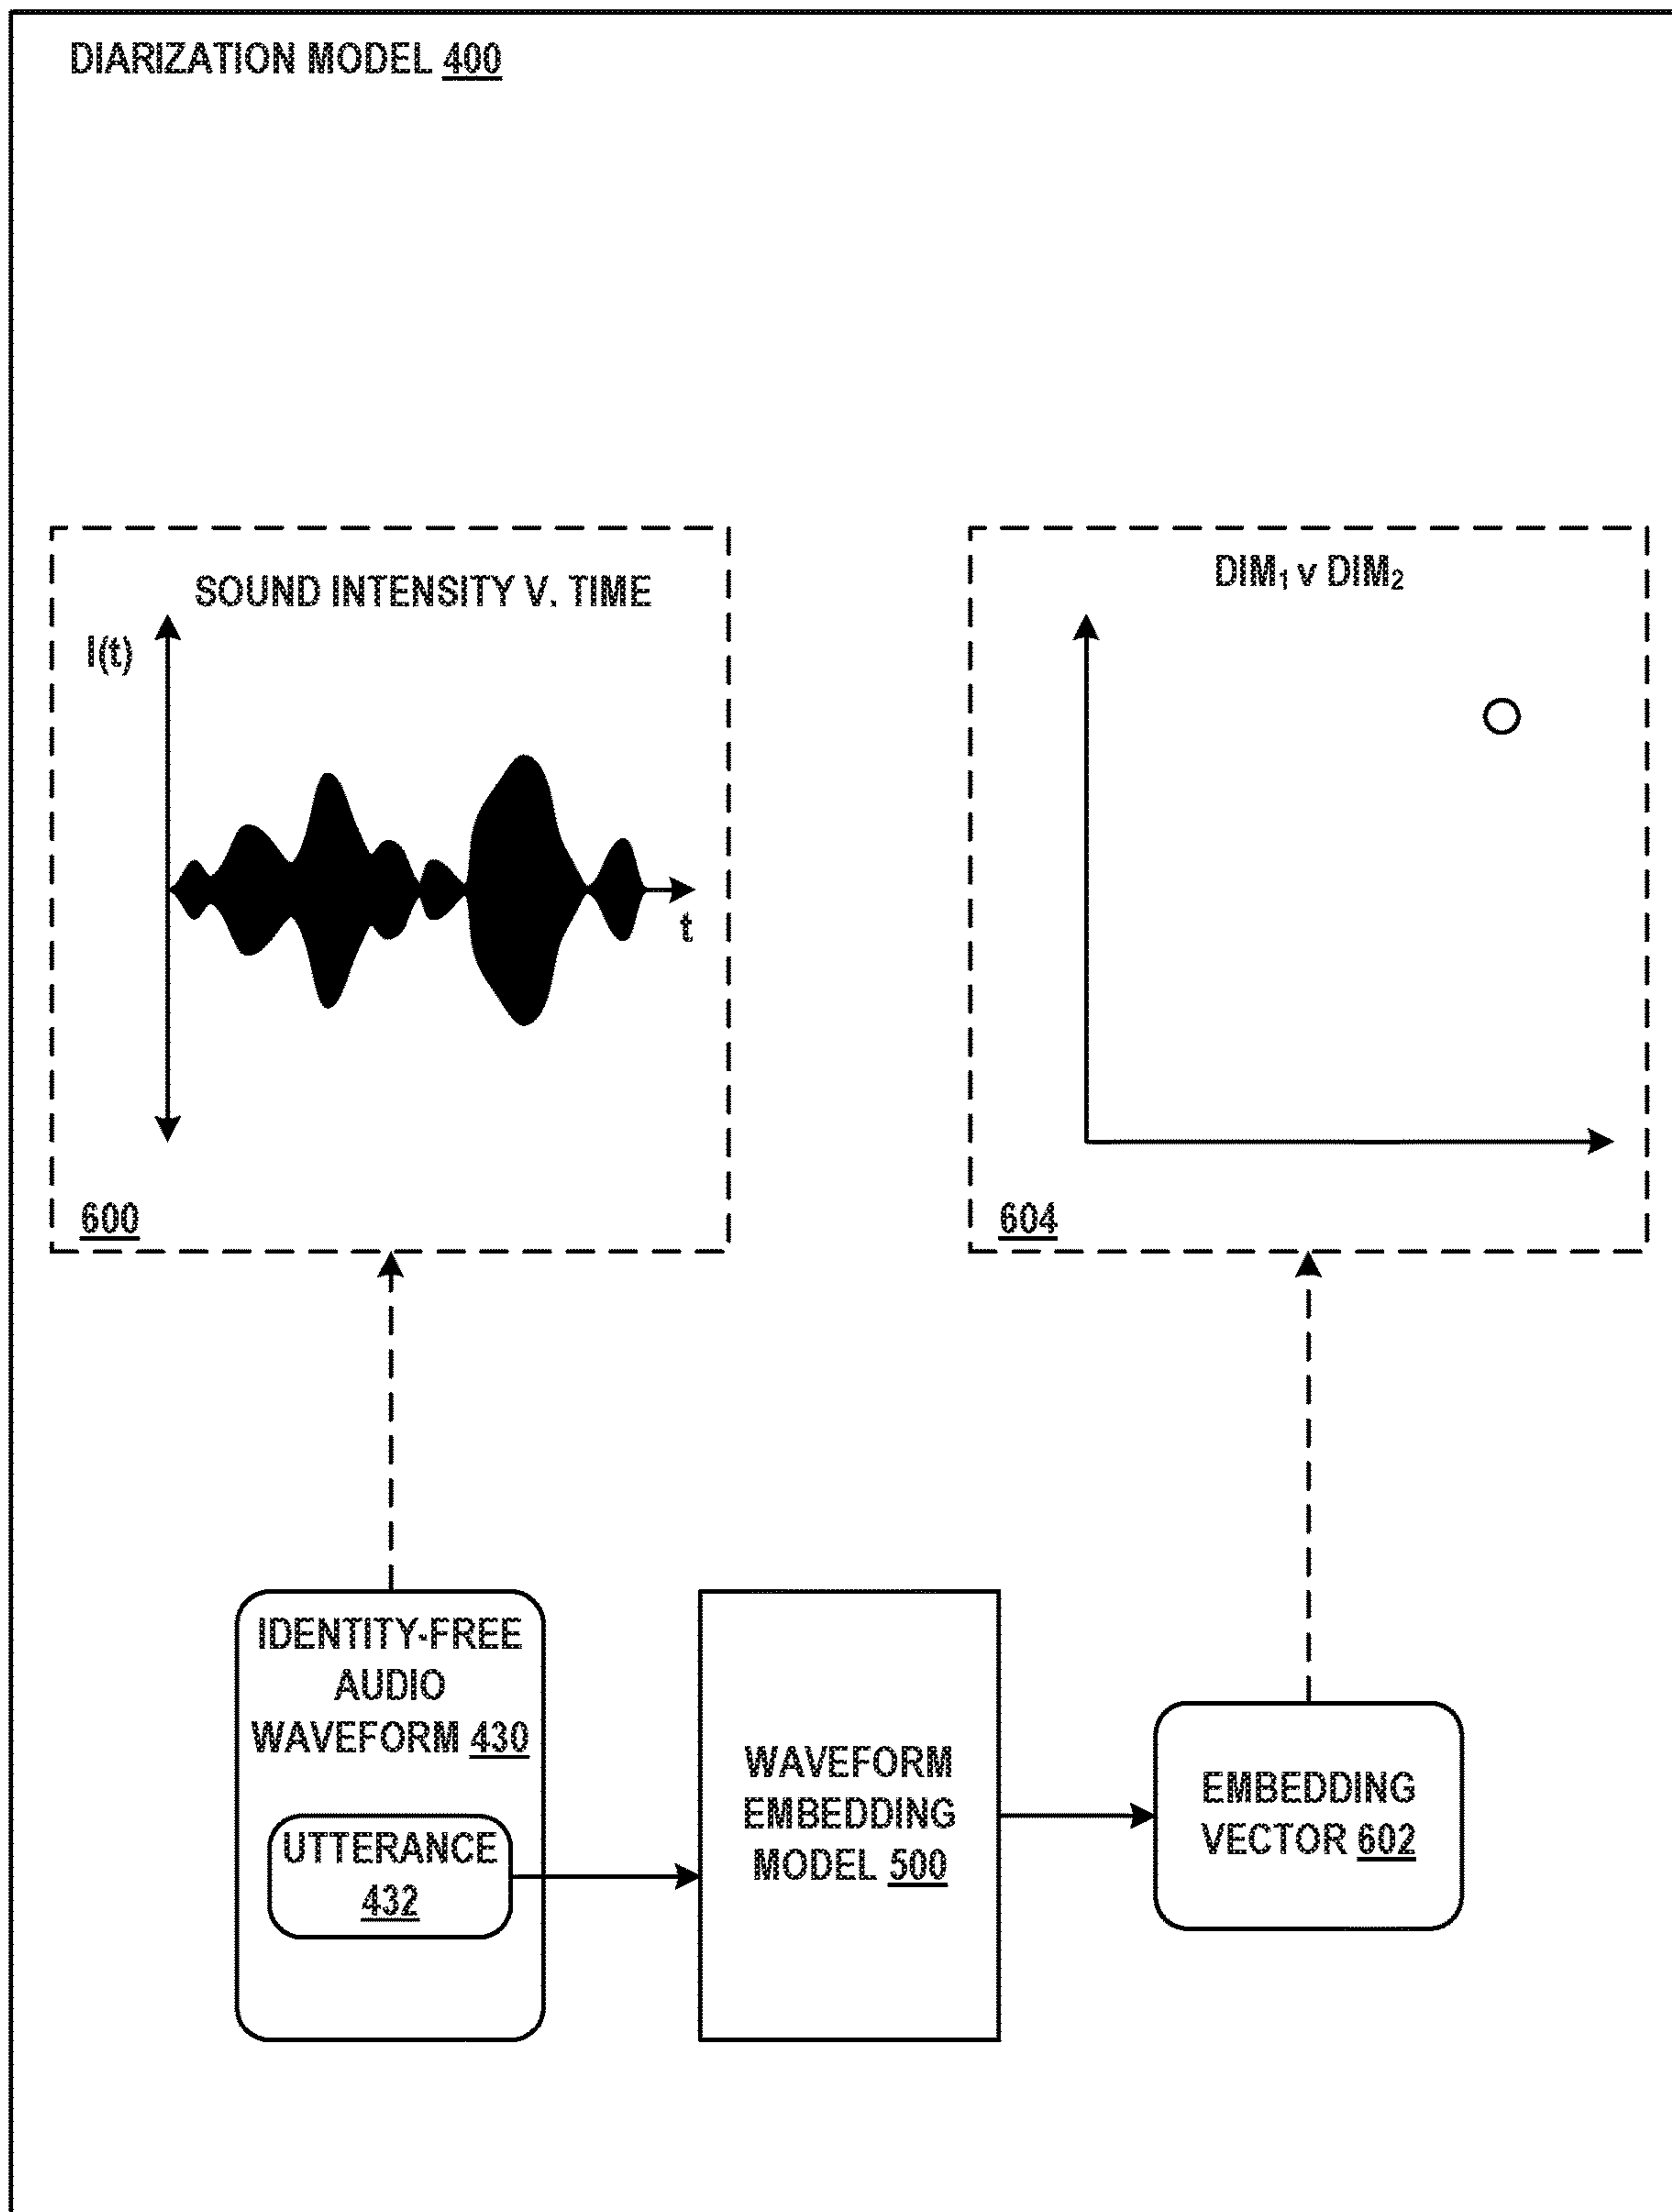 DIARIZATION MODEL 400
SOUND INTENSITY V. TIME
I(t)
t
600
DIM₁ v DIM₂
604
IDENTITY-FREE
AUDIO
WAVEFORM 430
UTTERANCE
432
WAVEFORM
EMBEDDING
MODEL 500
EMBEDDING
VECTOR 602